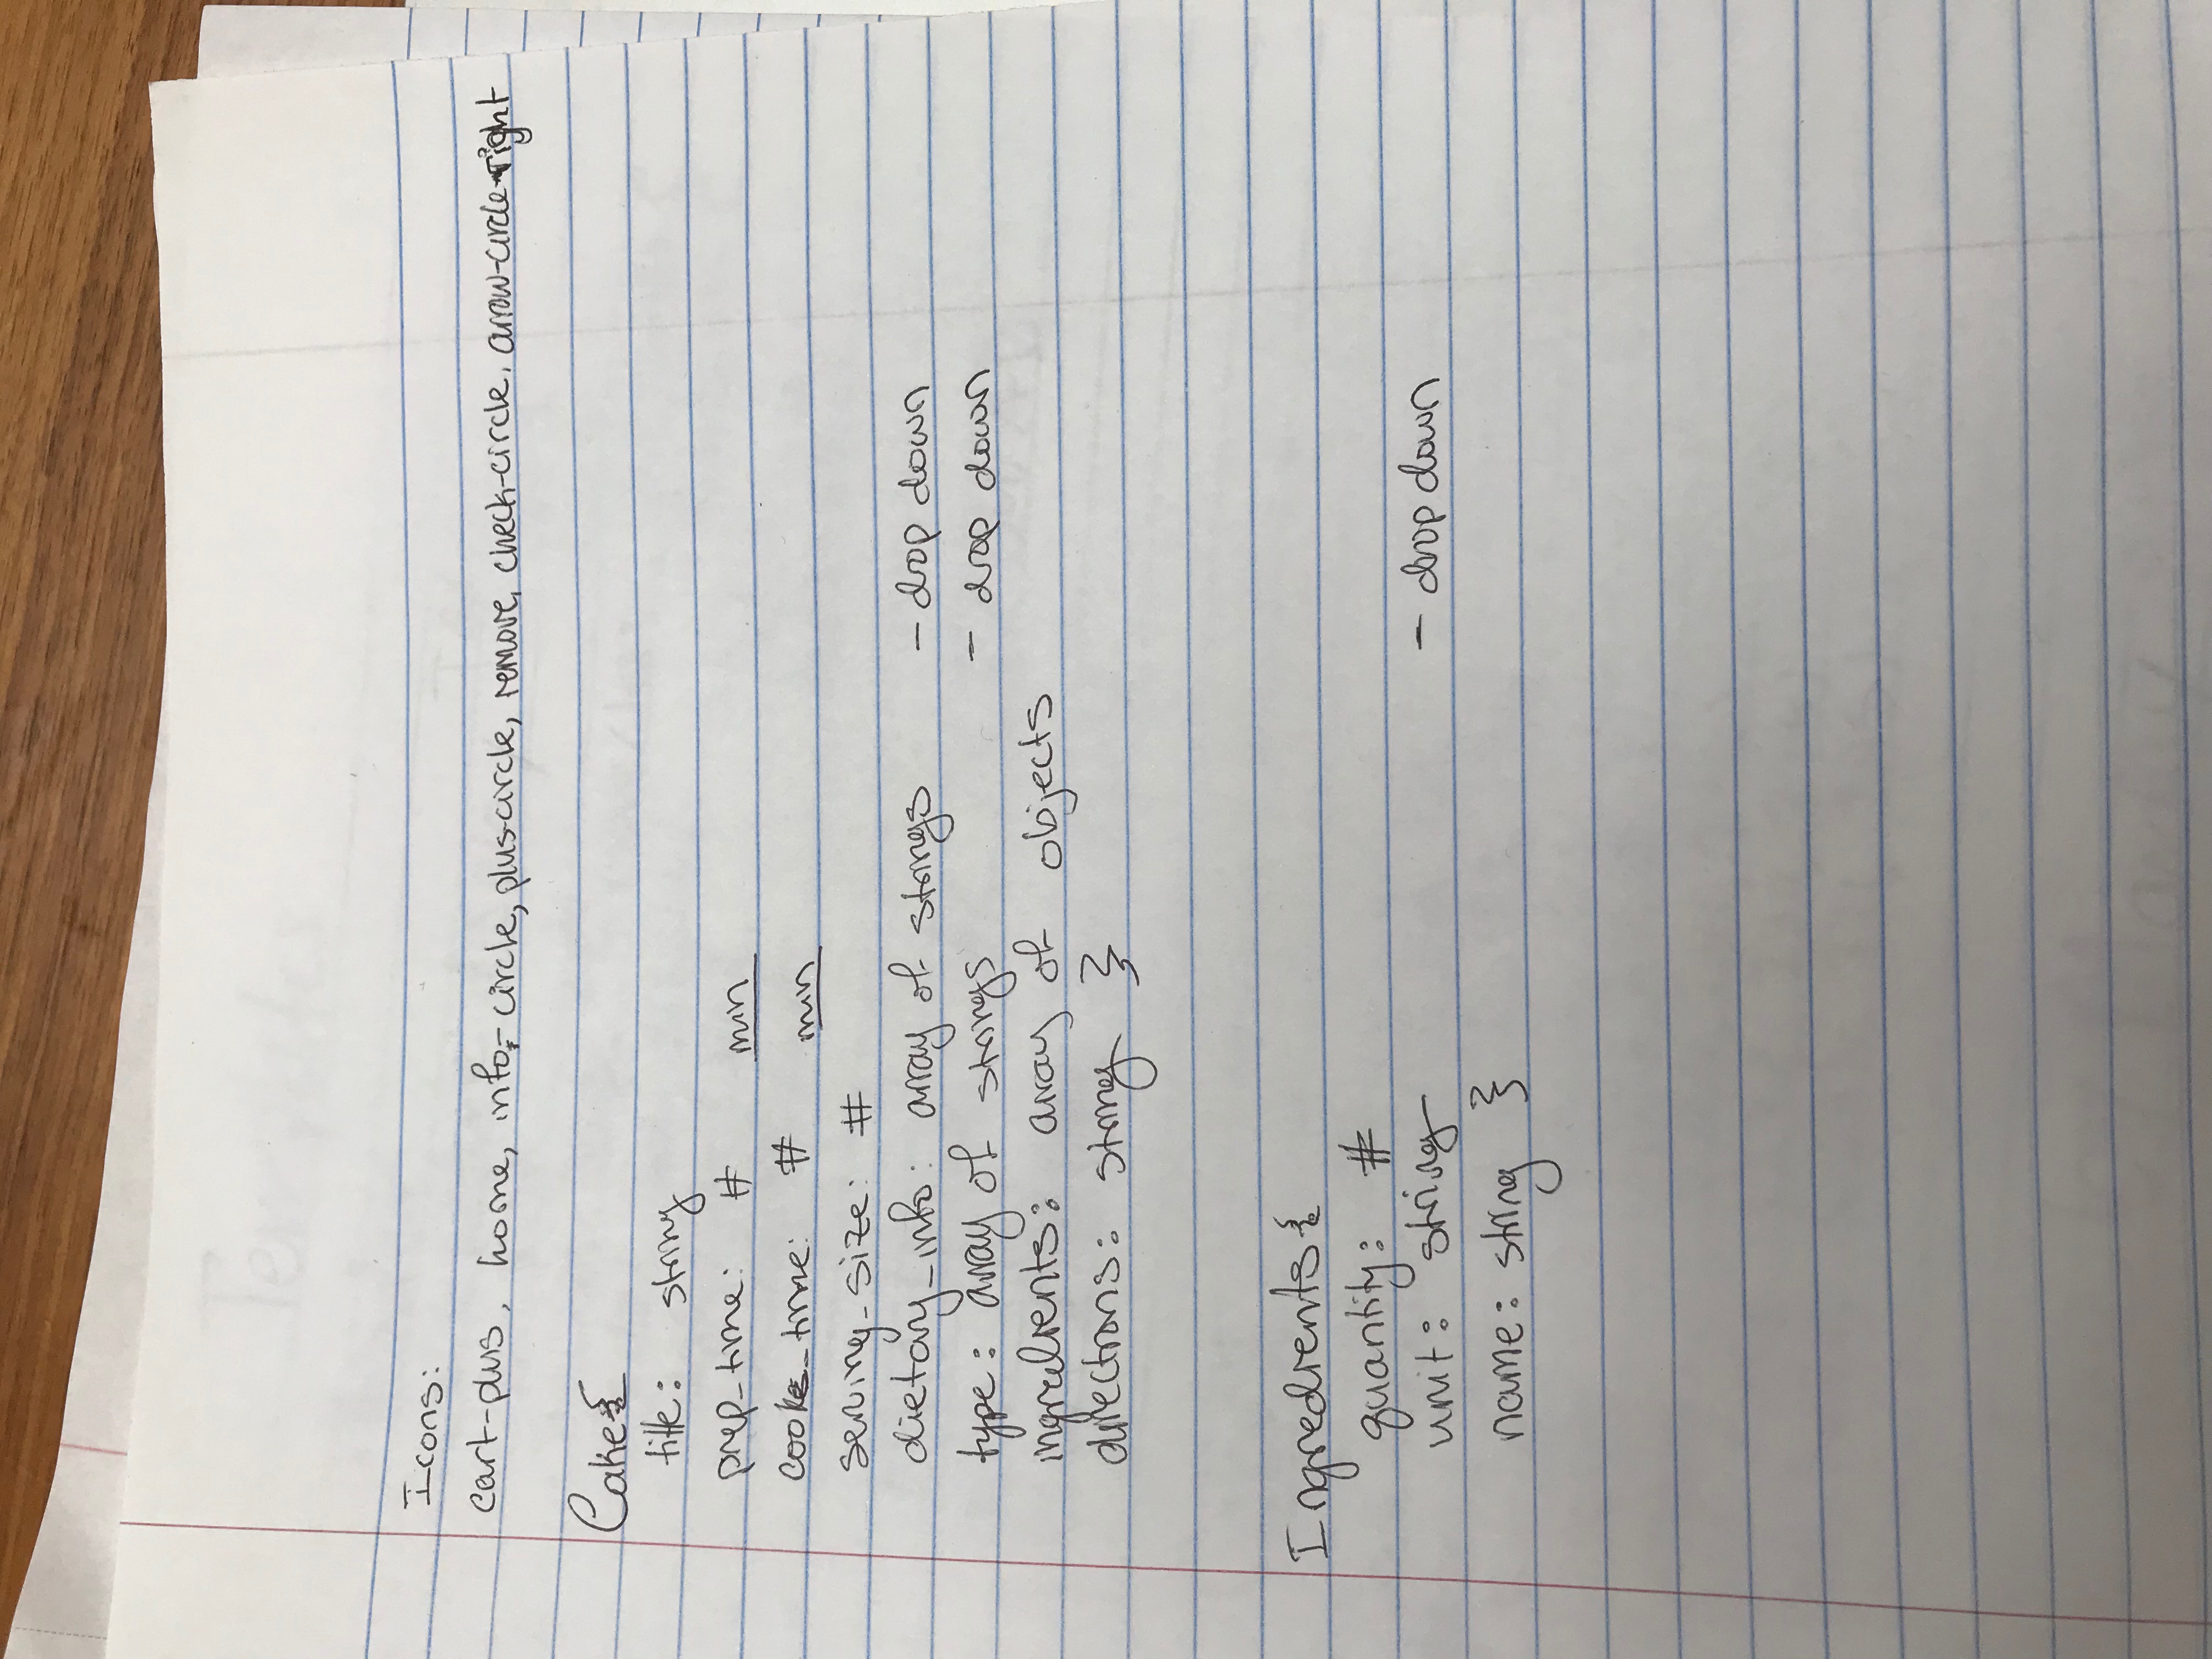 Icons:
cart-plus, home, info-circle, plus-circle, remove, check-circle, arrow-circle-right
Cake{
title: string
prep_time: # min
cook_time: # min
serving_size: #
dietary_info: array of strings - drop down
type: array of strings - drop down
ingredients: array of objects
directions: string }
Ingredients{
quantity: #
unit: string - drop down
name: string }